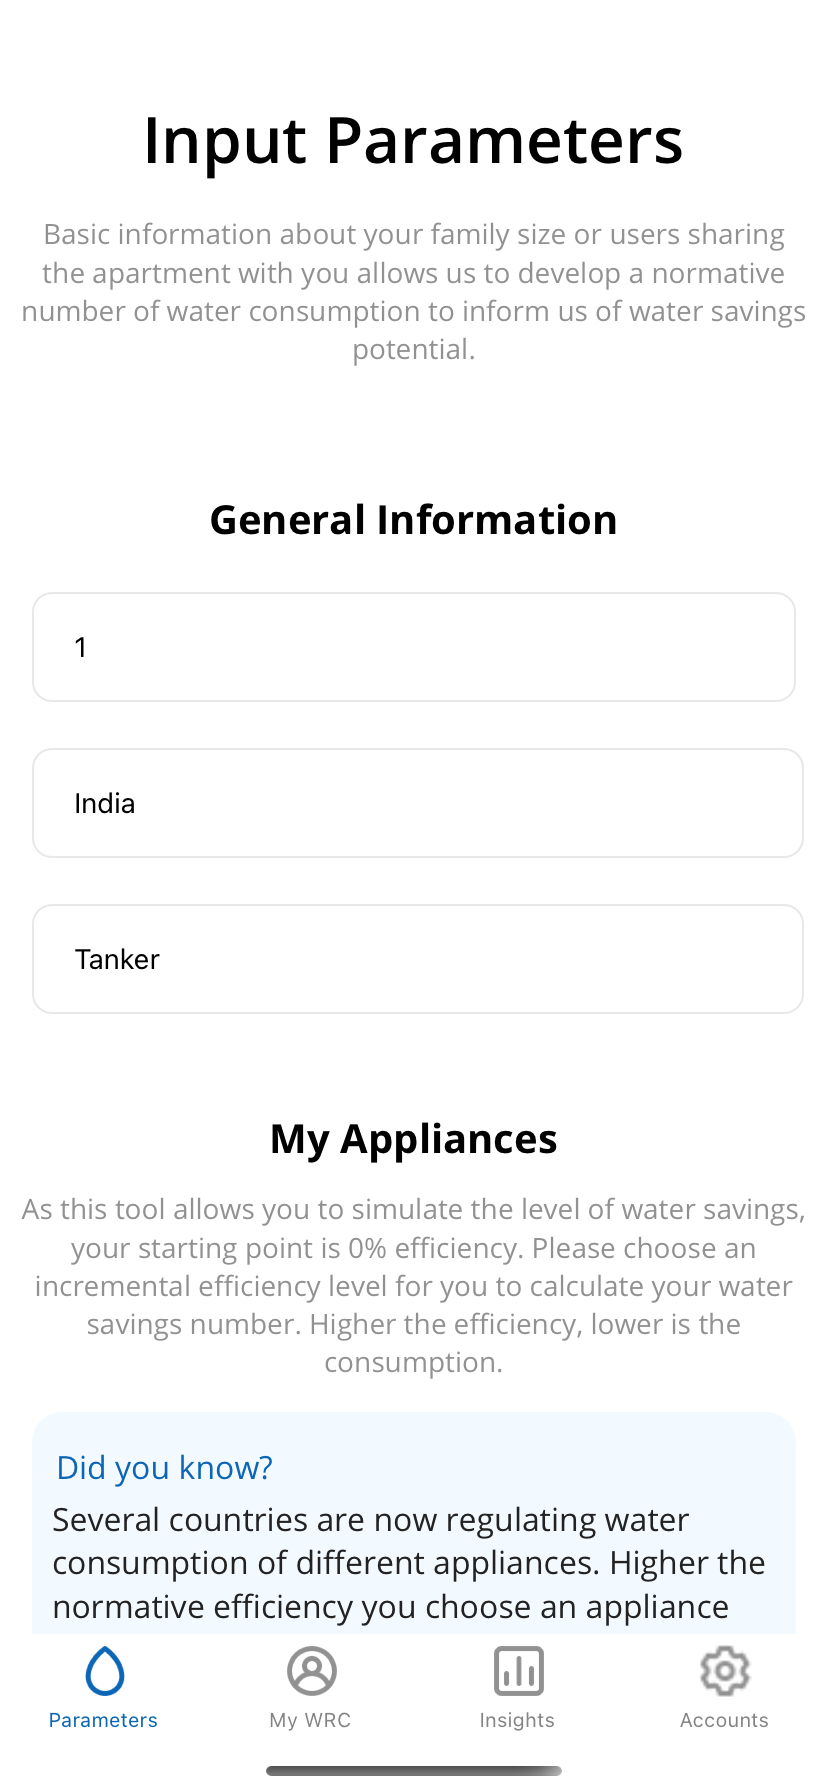 Input Parameters
Basic information about your family size or users sharing
the apartment with you allows us to develop a normative
number of water consumption to inform us of water savings
potential.
General Information
1
India
Tanker
My Appliances
As this tool allows you to simulate the level of water savings,
your starting point is 0% efficiency. Please choose an
incremental efficiency level for you to calculate your water
savings number. Higher the efficiency, lower is the
consumption.
Did you know?
Several countries are now regulating water
consumption of different appliances. Higher the
normative efficiency you choose an appliance
Parameters
My WRC
Insights
Accounts